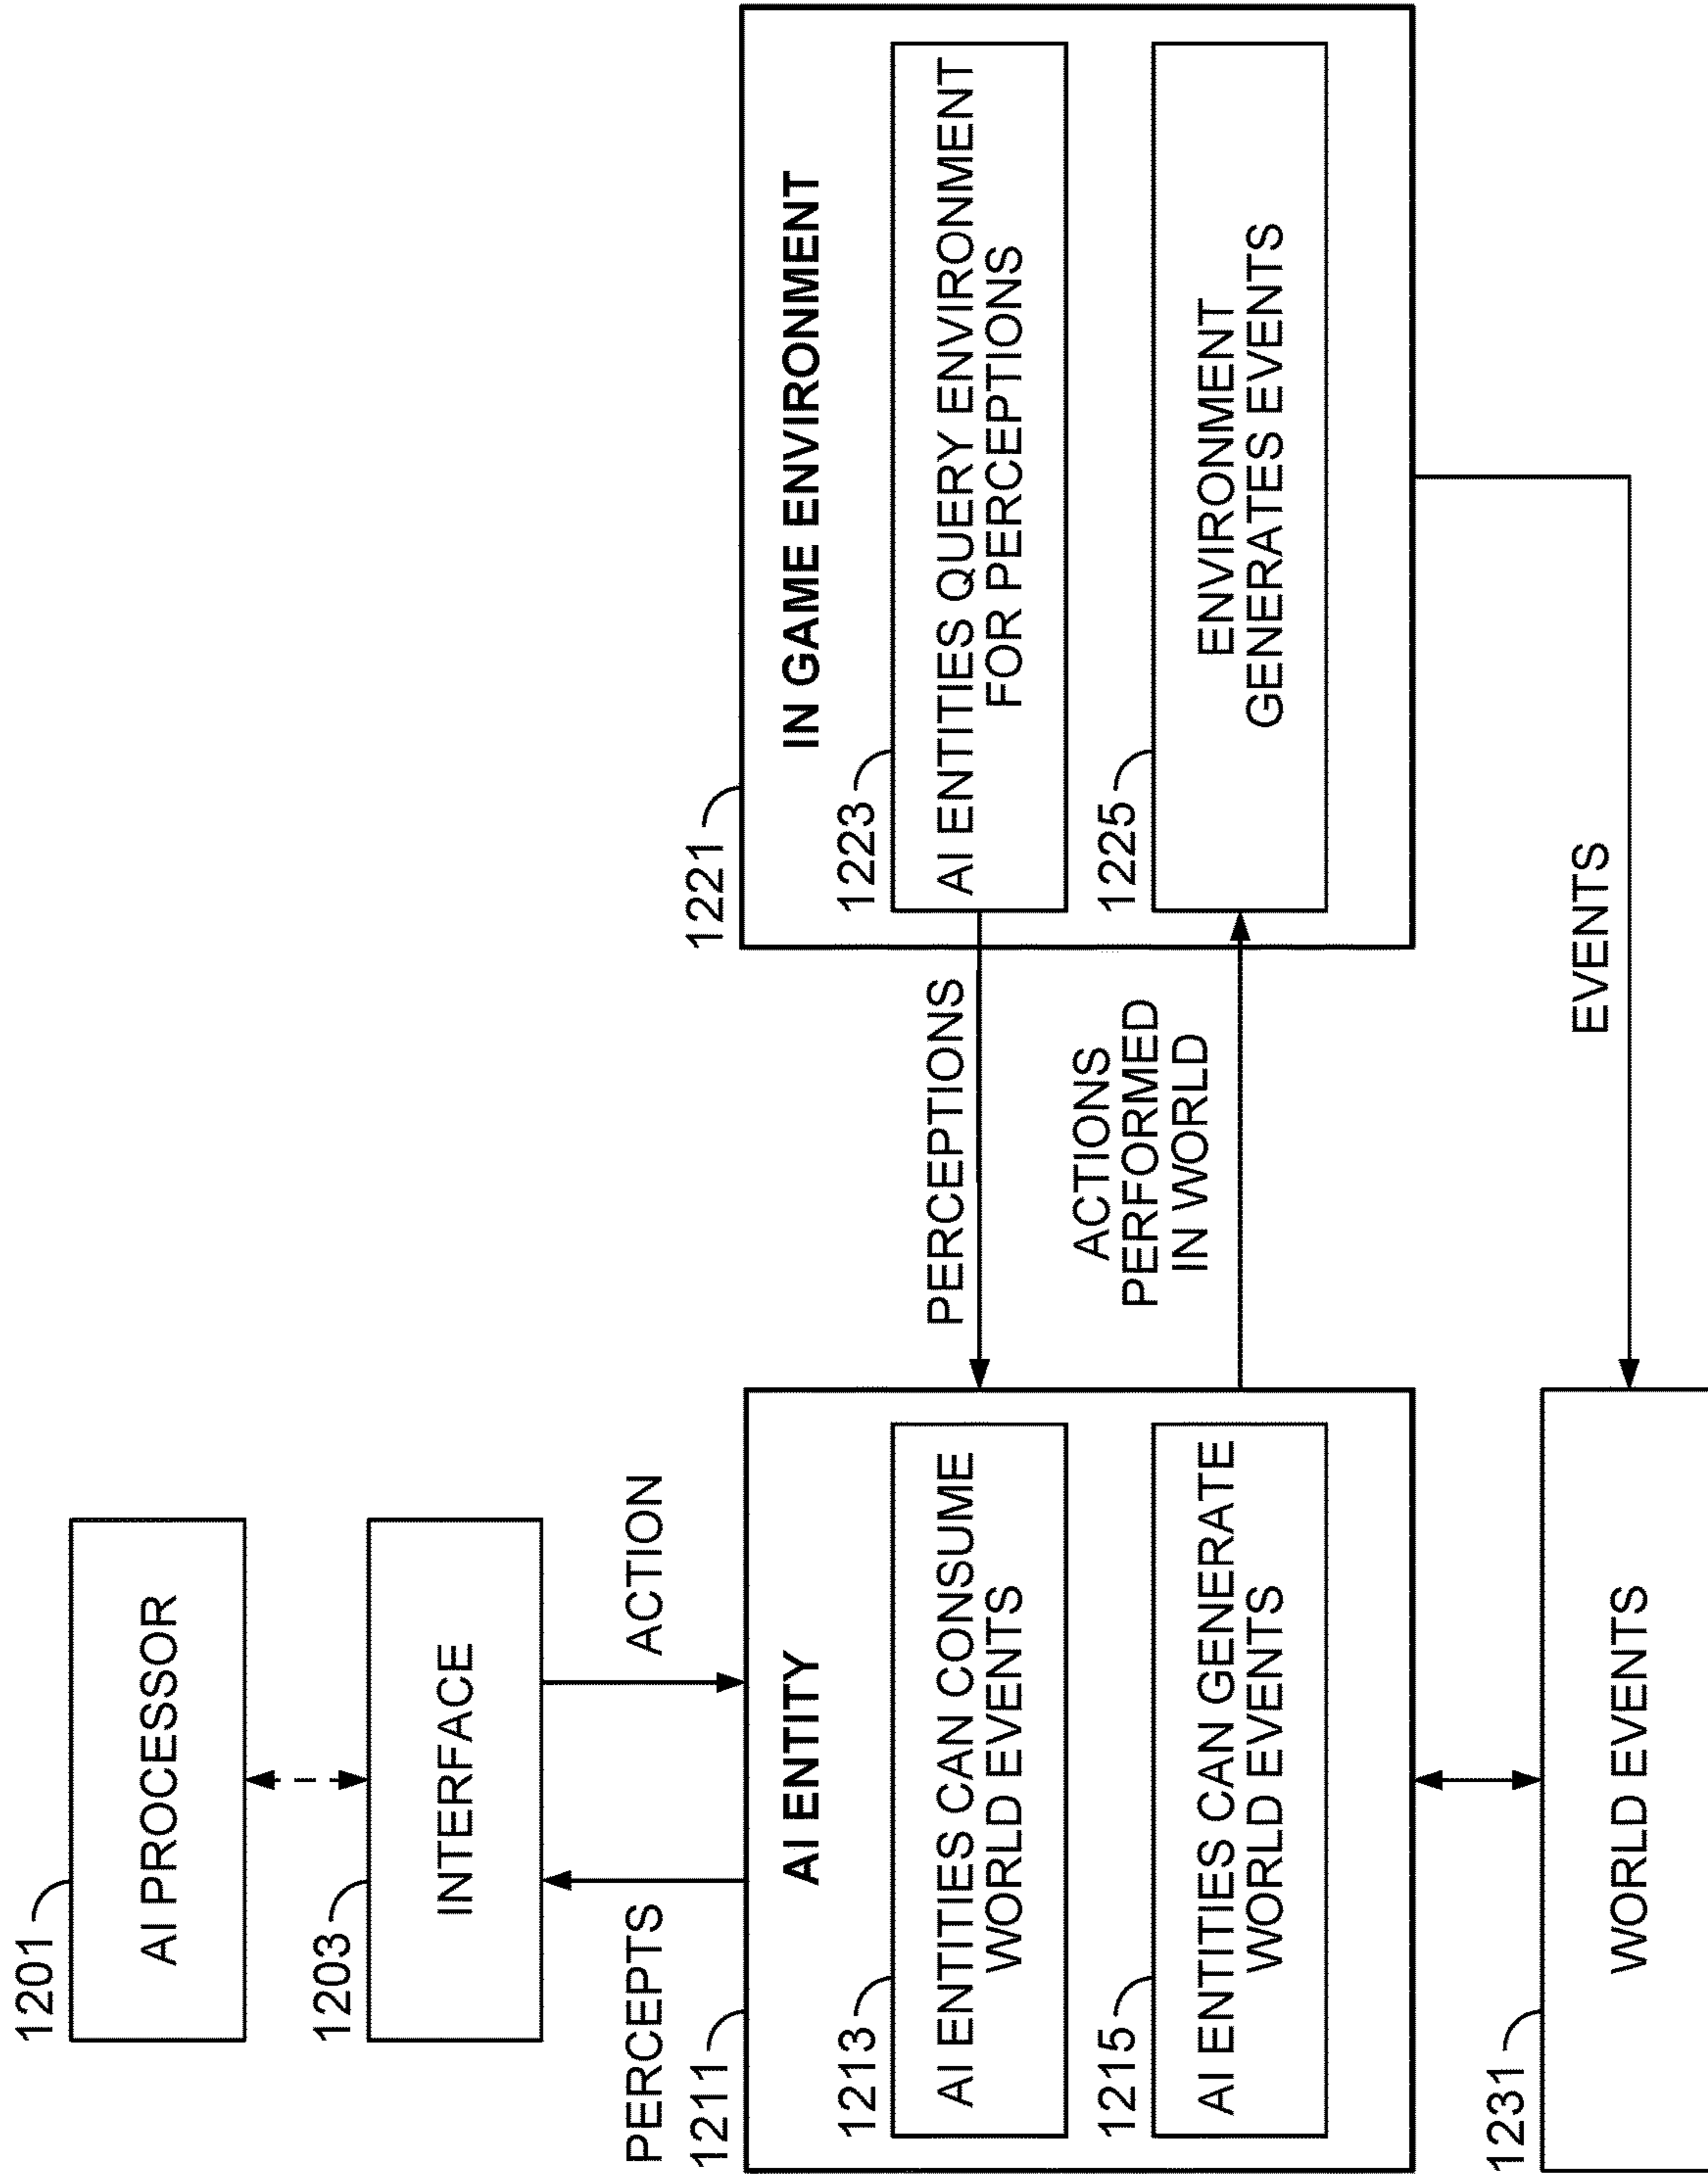 1201
AI PROCESSOR
1203
INTERFACE
PERCEPTS
ACTION
1211
AI ENTITY
1213
AI ENTITIES CAN CONSUME
WORLD EVENTS
1215
AI ENTITIES CAN GENERATE
WORLD EVENTS
PERCEPTIONS
ACTIONS
PERFORMED
IN WORLD
1221
IN GAME ENVIRONMENT
1223
AI ENTITIES QUERY ENVIRONMENT
FOR PERCEPTIONS
1225
ENVIRONMENT
GENERATES EVENTS
EVENTS
1231
WORLD EVENTS